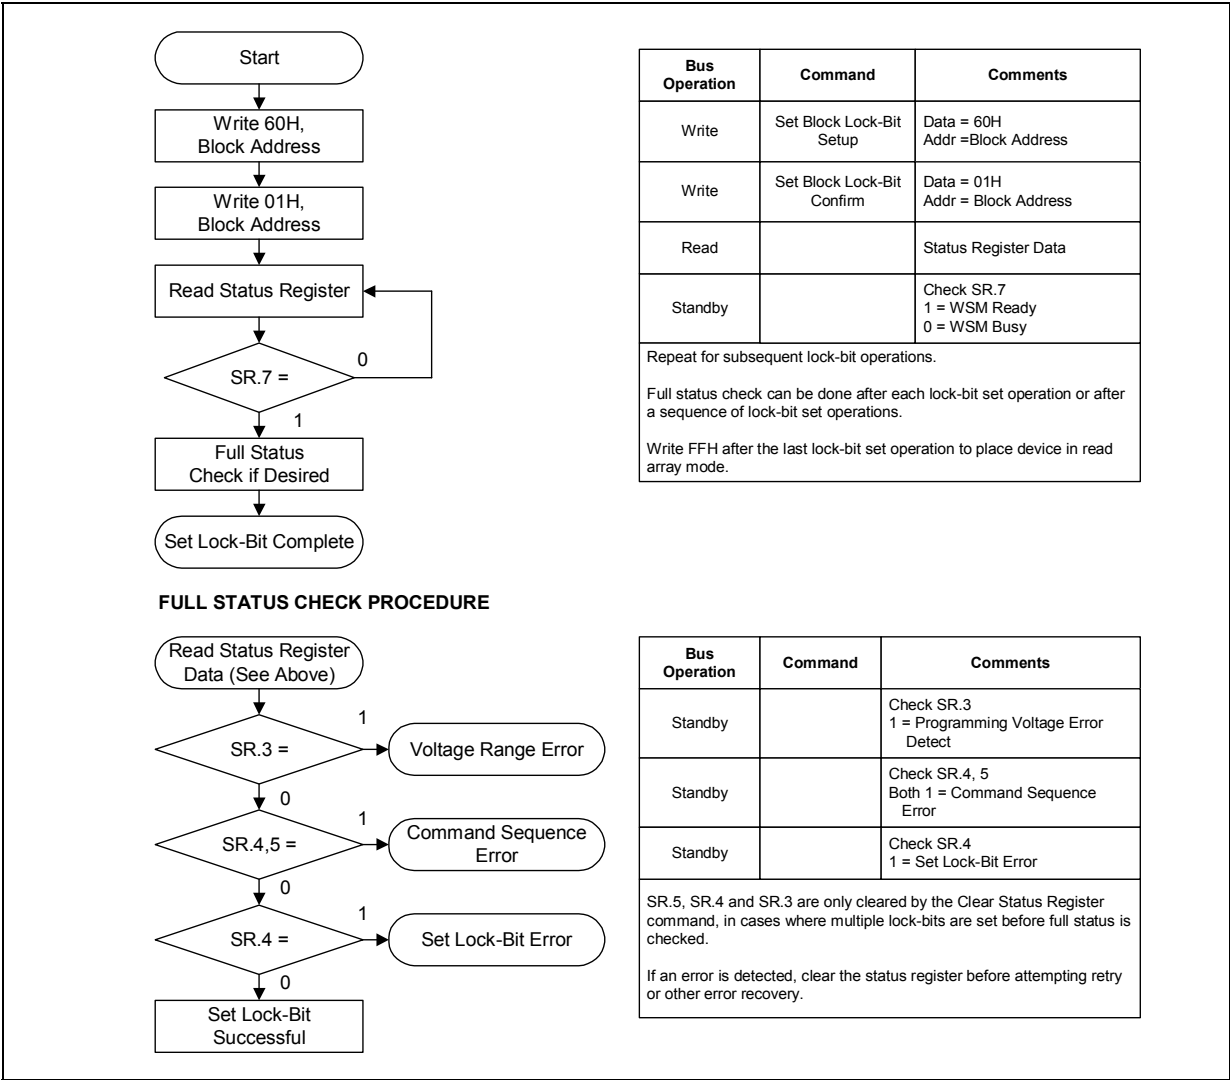 Start
Write 60H,
Block Address
Write 01H,
Block Address
Read Status Register
SR.7 =
0
1
Full Status
Check if Desired
Set Lock-Bit Complete
Bus
Operation
Command
Comments
Write
Set Block Lock-Bit
Setup
Data = 60H
Addr =Block Address
Write
Set Block Lock-Bit
Confirm
Data = 01H
Addr = Block Address
Read
Status Register Data
Standby
Check SR.7
1 = WSM Ready
0 = WSM Busy
Repeat for subsequent lock-bit operations.
Full status check can be done after each lock-bit set operation or after
a sequence of lock-bit set operations.
Write FFH after the last lock-bit set operation to place device in read
array mode.
FULL STATUS CHECK PROCEDURE
Read Status Register
Data (See Above)
SR.3 =
1
Voltage Range Error
0
SR.4,5 =
1
Command Sequence
Error
0
SR.4 =
1
Set Lock-Bit Error
0
Set Lock-Bit
Successful
Bus
Operation
Command
Comments
Standby
Check SR.3
1 = Programming Voltage Error
Detect
Standby
Check SR.4, 5
Both 1 = Command Sequence
Error
Standby
Check SR.4
1 = Set Lock-Bit Error
SR.5, SR.4 and SR.3 are only cleared by the Clear Status Register
command, in cases where multiple lock-bits are set before full status is
checked.
If an error is detected, clear the status register before attempting retry
or other error recovery.